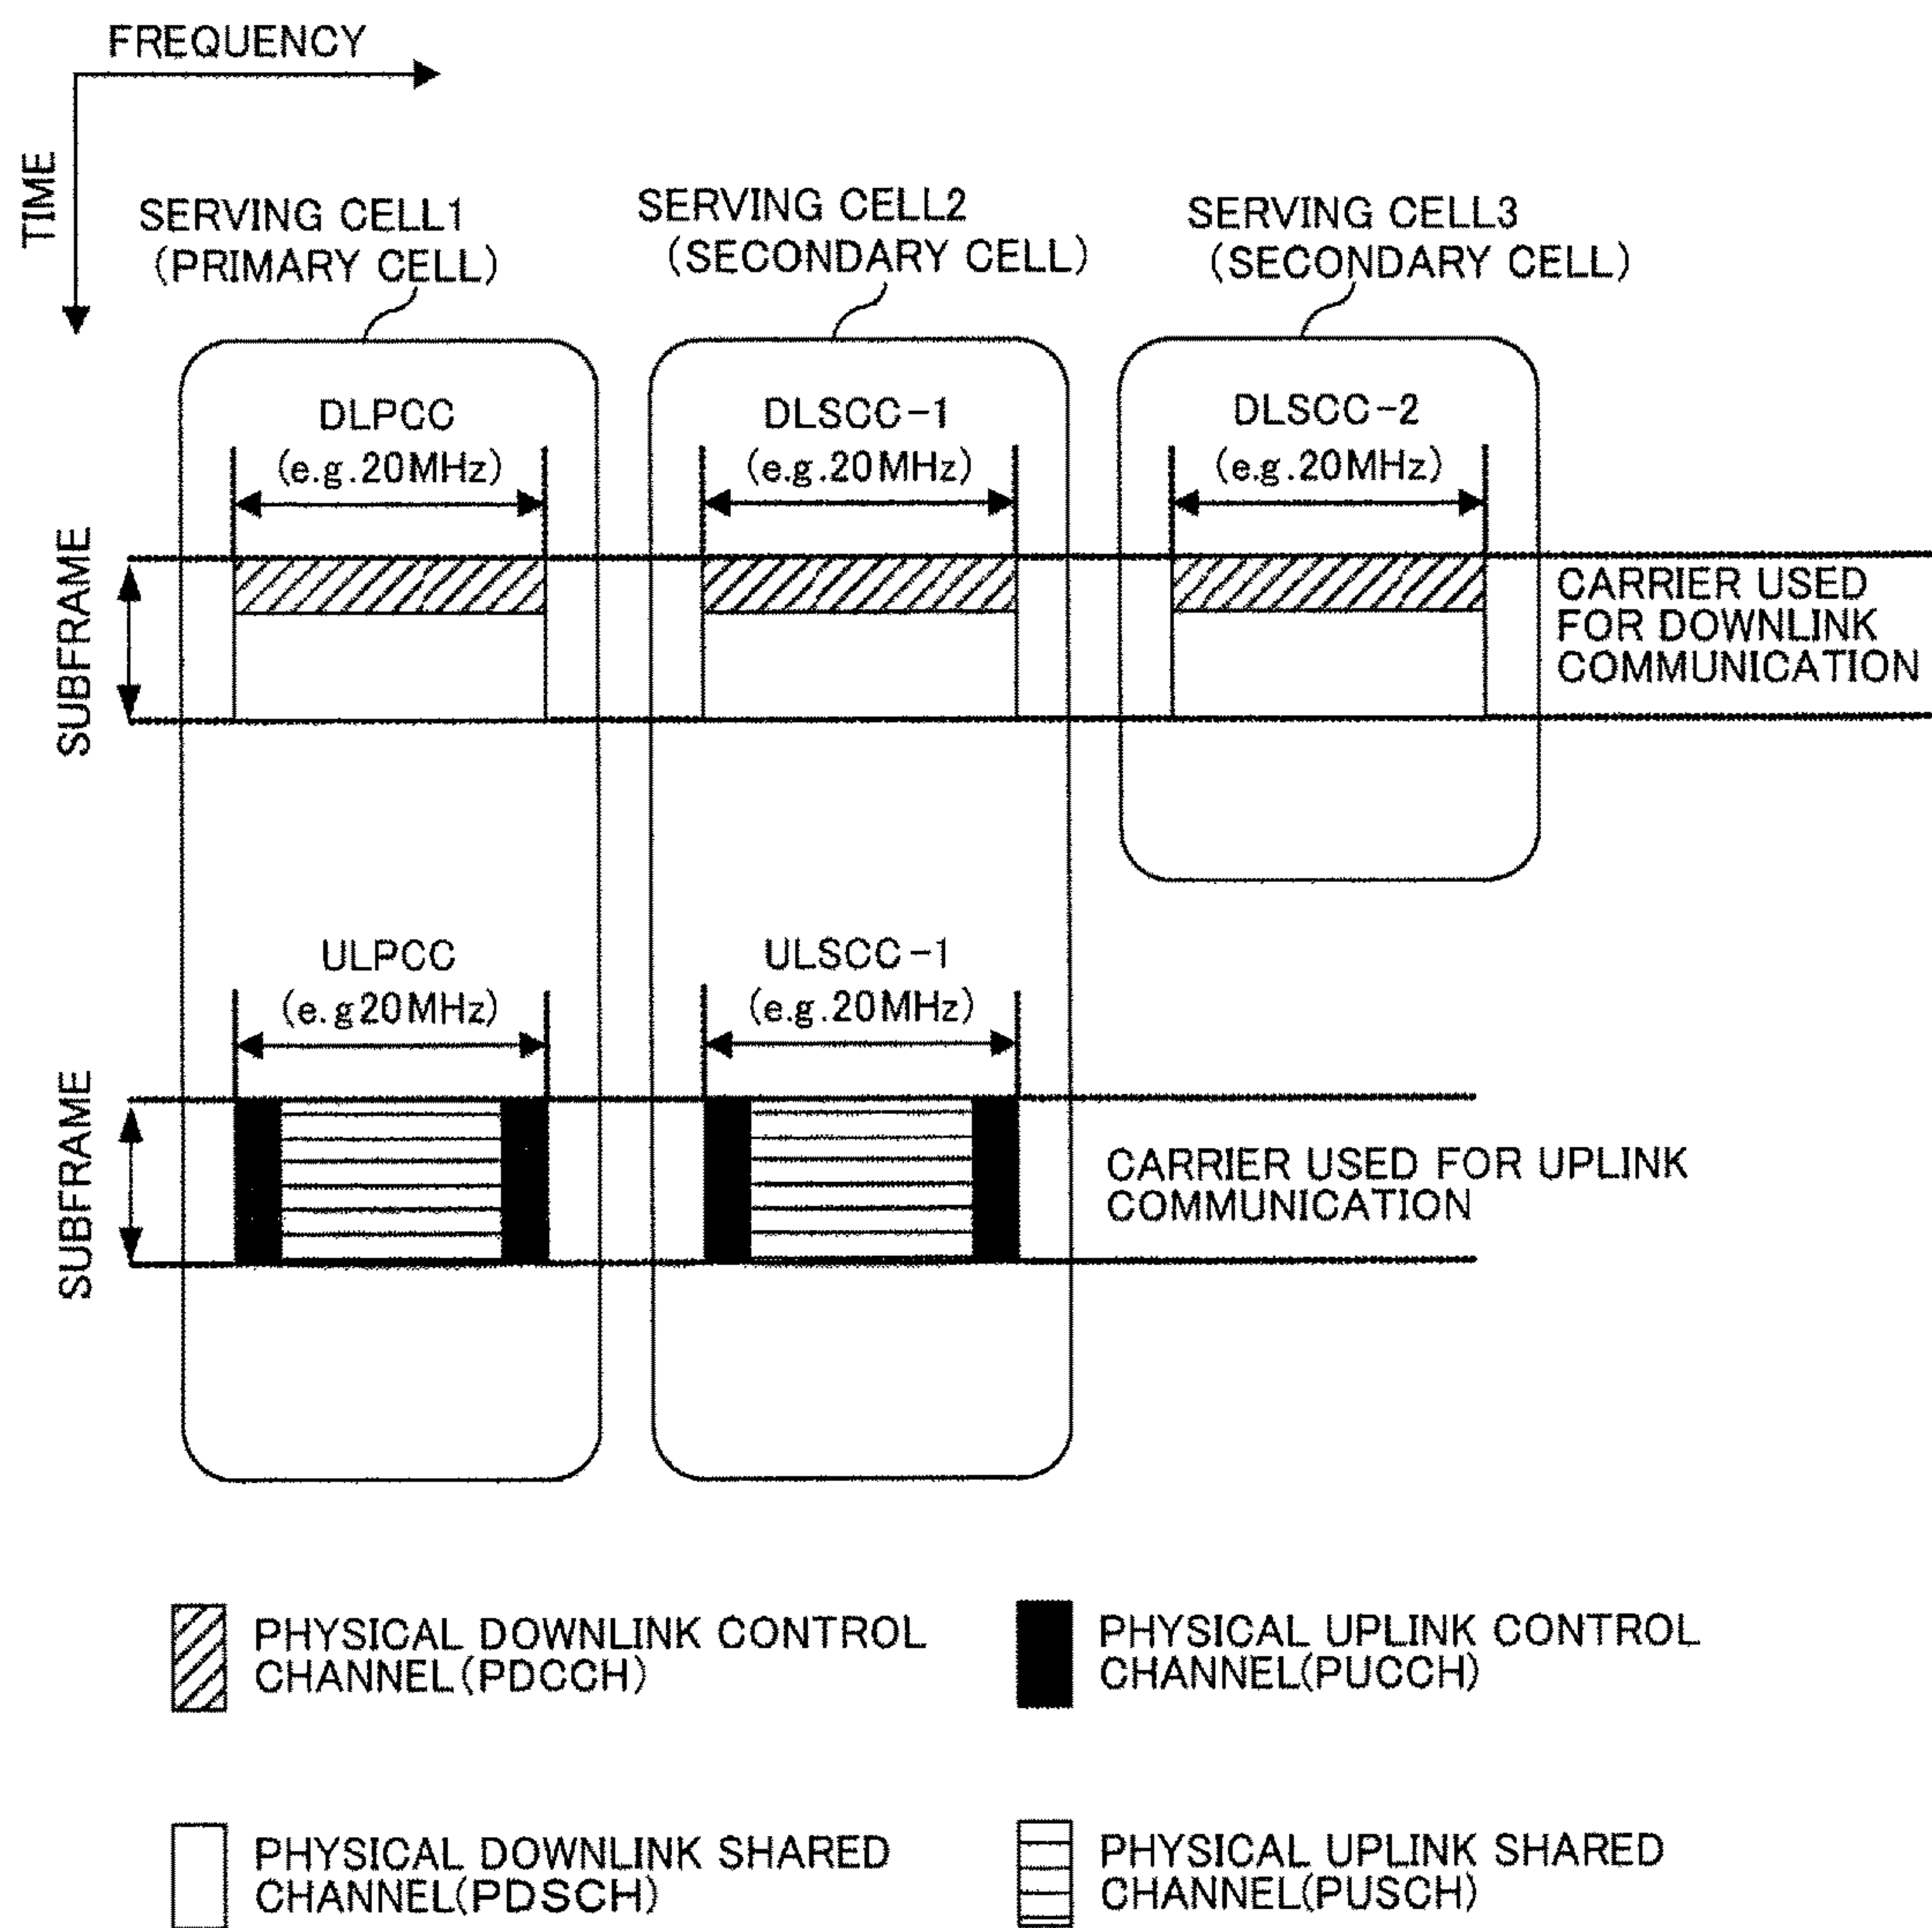 FREQUENCY
TIME
SERVING CELL1
(PRIMARY CELL)
SERVING CELL2
(SECONDARY CELL)
SERVING CELL3
(SECONDARY CELL)
DLPCC
(e.g.20MHz)
DLSCC-1
(e.g.20MHz)
DLSCC-2
(e.g.20MHz)
SUBFRAME
CARRIER USED
FOR DOWNLINK
COMMUNICATION
ULPCC
(e.g20MHz)
ULSCC-1
(e.g.20MHz)
SUBFRAME
CARRIER USED FOR UPLINK
COMMUNICATION
PHYSICAL DOWNLINK CONTROL
CHANNEL(PDCCH)
PHYSICAL UPLINK CONTROL
CHANNEL(PUCCH)
PHYSICAL DOWNLINK SHARED
CHANNEL(PDSCH)
PHYSICAL UPLINK SHARED
CHANNEL(PUSCH)